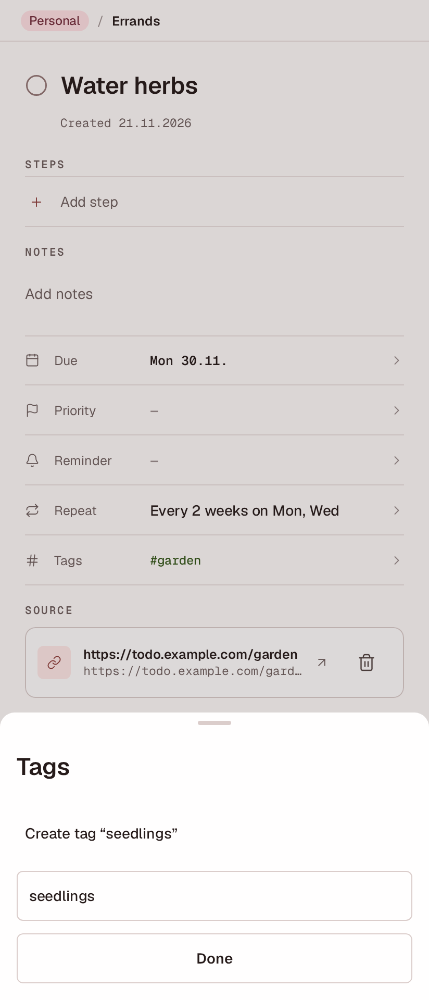 Personal / Errands
Water herbs
Created 21.11.2026
STEPS
+ Add step
NOTES
Add notes
Due Mon 30.11.
Priority –
Reminder –
Repeat Every 2 weeks on Mon, Wed
Tags #garden
SOURCE
https://todo.example.com/garden
https://todo.example.com/gard…
Tags
Create tag “seedlings”
seedlings
Done